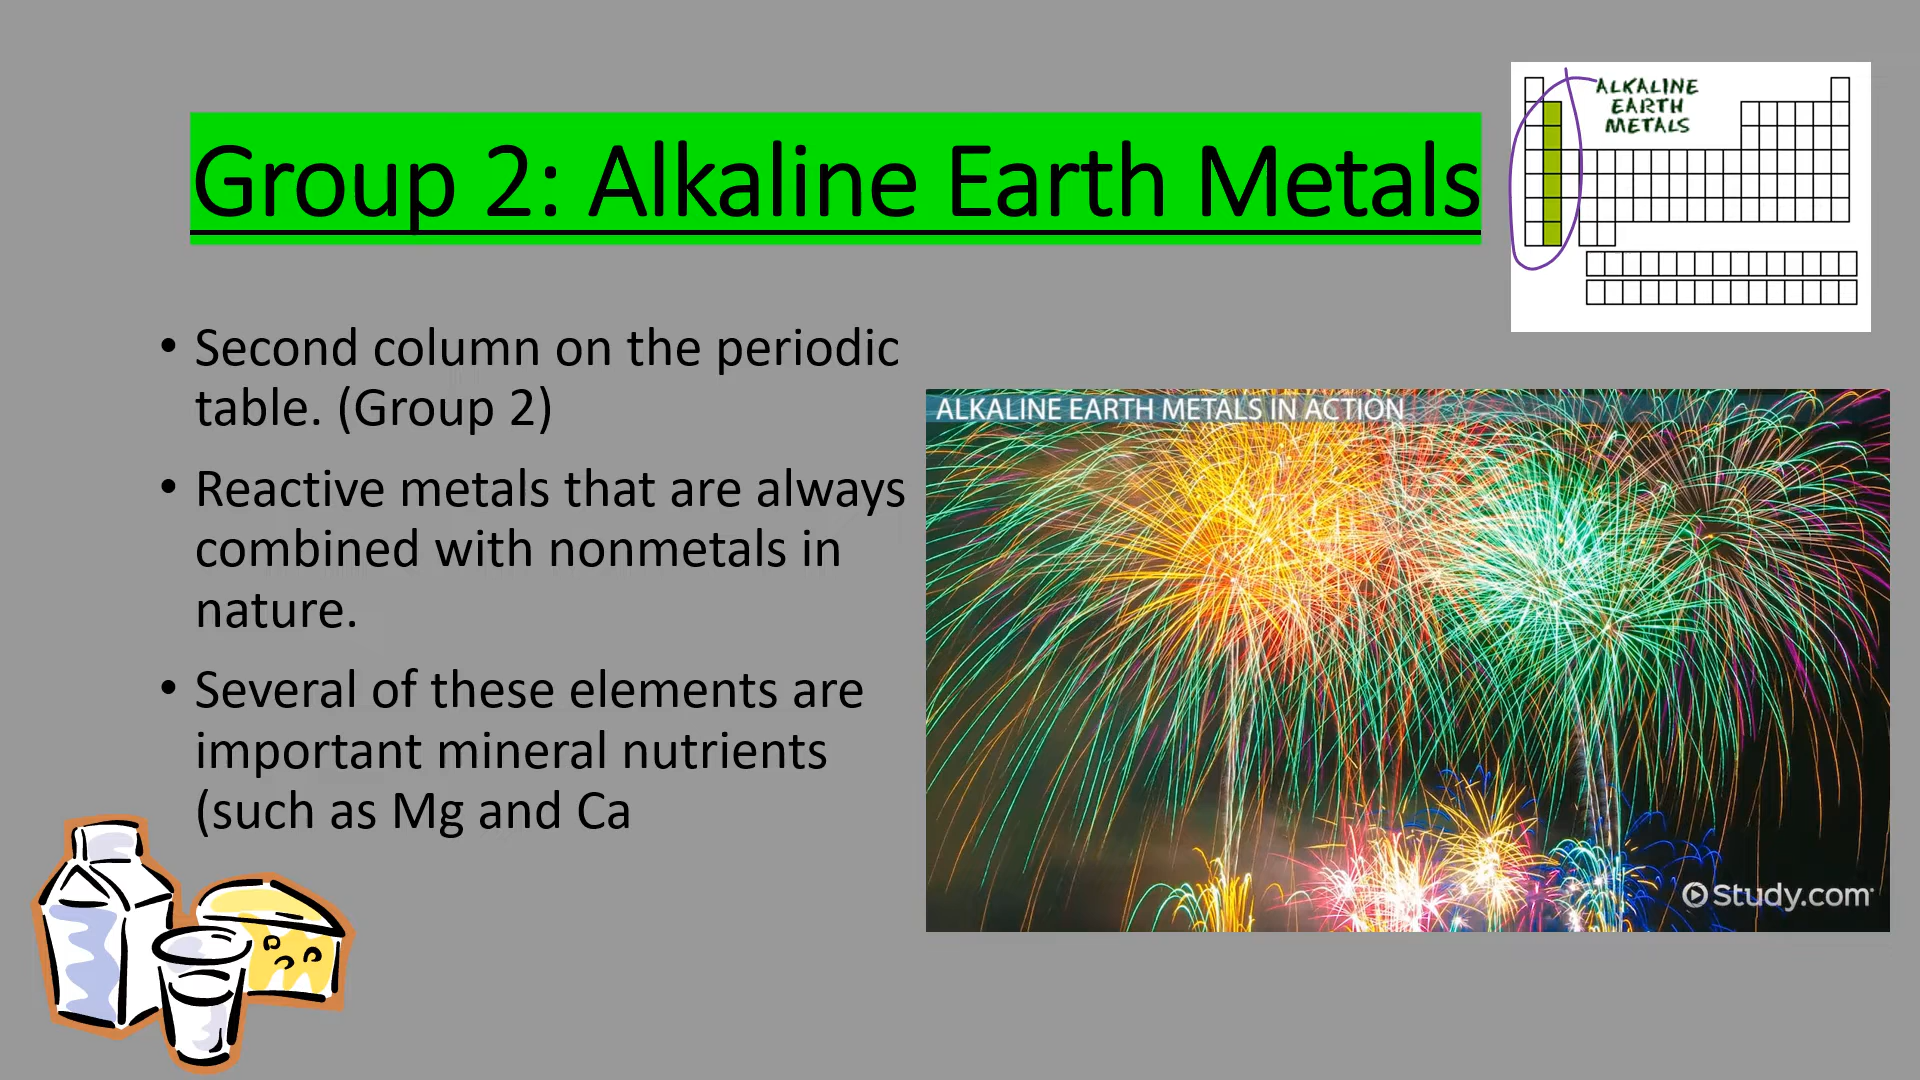 Group 2: Alkaline Earth Metals
ALKALINE
EARTH
METALS
• Second column on the periodic
table. (Group 2)
• Reactive metals that are always
combined with nonmetals in
nature.
• Several of these elements are
important mineral nutrients
(such as Mg and Ca
ALKALINE EARTH METALS IN ACTION
Study.com